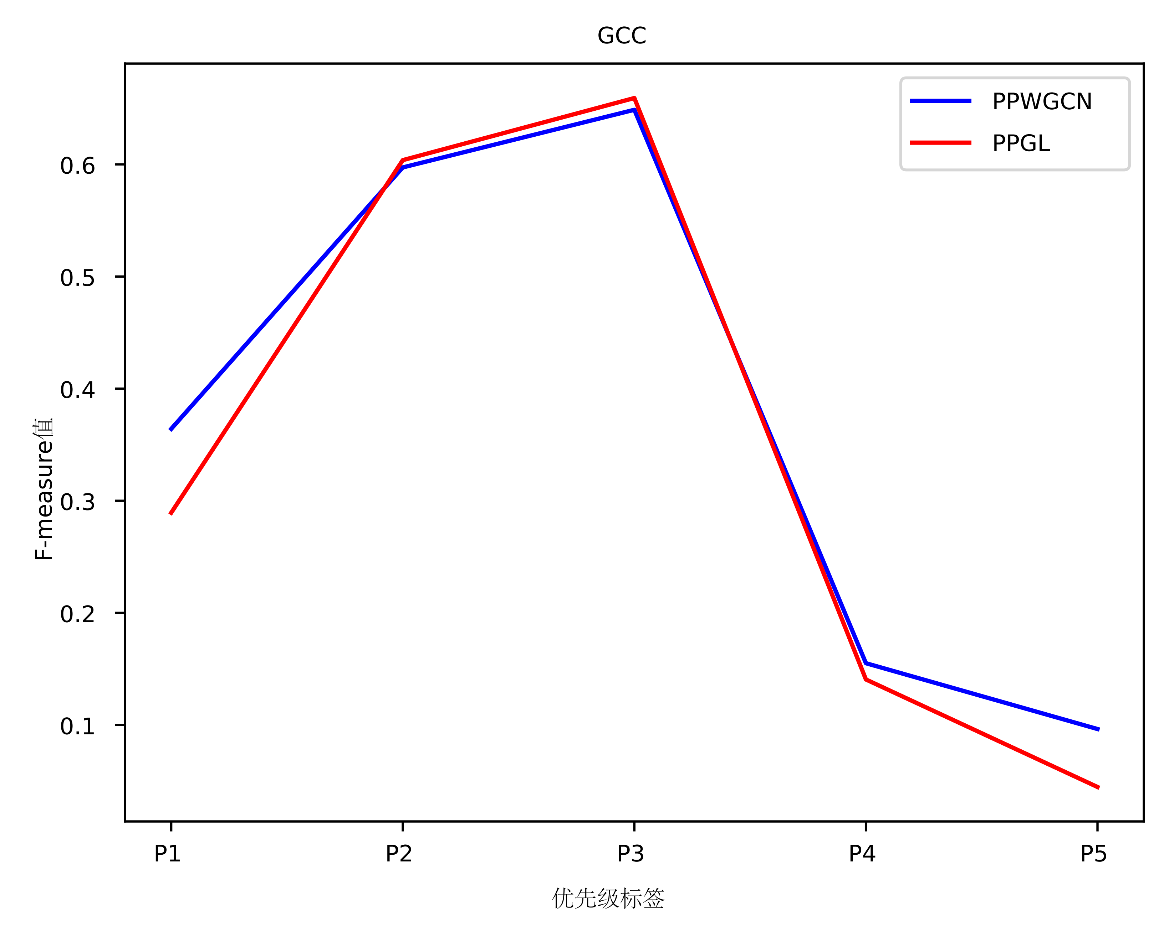 GCC
PPWGCN
PPGL
0.6
0.5
0.4
0.3
0.2
0.1
F-measure值
P1 P2 P3 P4 P5
优先级标签